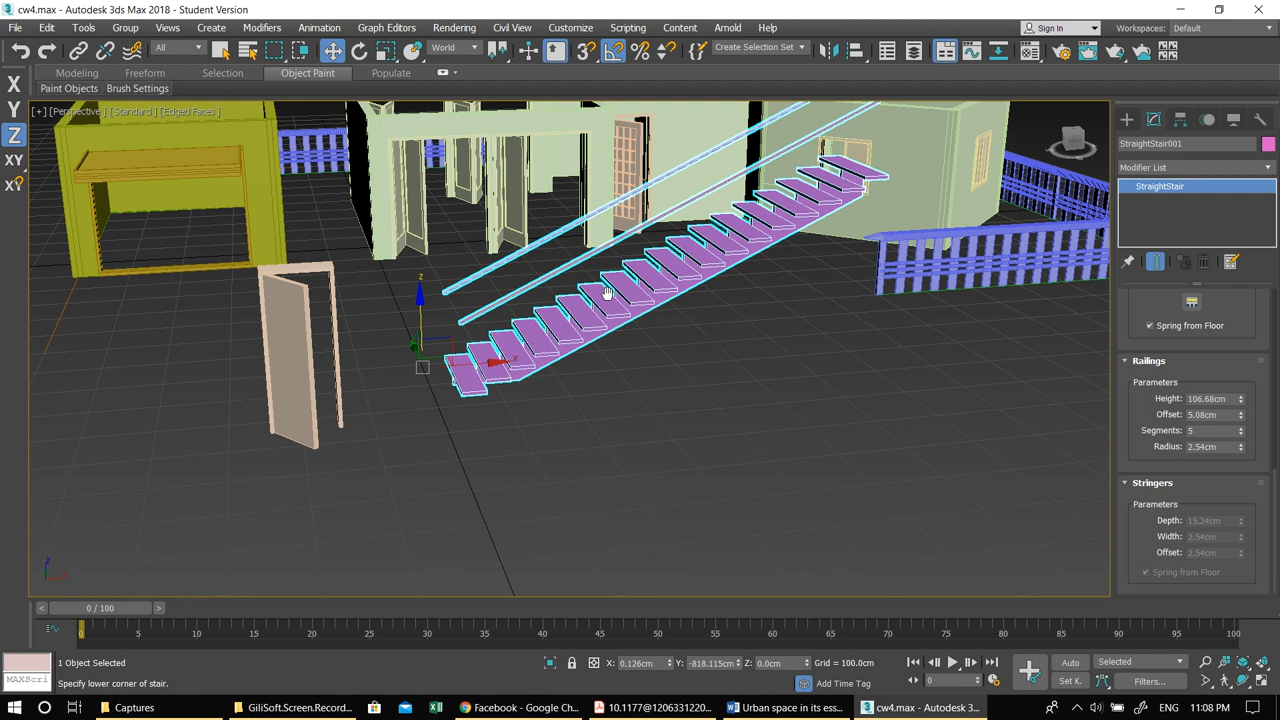 cw4.max - Autodesk 3ds Max 2018 - Student Version
File Edit Tools Group Views Create Modifiers Animation Graph Editors Rendering Civil View Customize Scripting Content Arnold Help Sign In Workspaces: Default
All World Create Selection Set
Modeling Freeform Selection Object Paint Populate
Paint Objects Brush Settings
X
Y
Z
XY
XY
[+] [Perspective] [Standard] [Edged Faces]
StraightStair001
Modifier List
StraightStair
Spring from Floor
Railings
Parameters
Height: 106.68cm
Offset: 5.08cm
Segments: 5
Radius: 2.54cm
Stringers
Parameters
Depth: 15.24cm
Width: 2.54cm
Offset: 2.54cm
Spring from Floor
z
x
z
x
< 0 / 100 >
0 5 10 15 20 25 30 35 40 45 50 55 60 65 70 75 80 85 90 95 100
1 Object Selected X: 0.126cm Y: -818.115cm Z: 0.0cm Grid = 100.0cm Auto Selected
MAXScri Specify lower corner of stair. Add Time Tag 0 Set K. Filters...
Captures GiliSoft.Screen.Record... Facebook - Google Ch... 10.1177@1206331220... Urban space in its ess... cw4.max - Autodesk 3... 11:08 PM